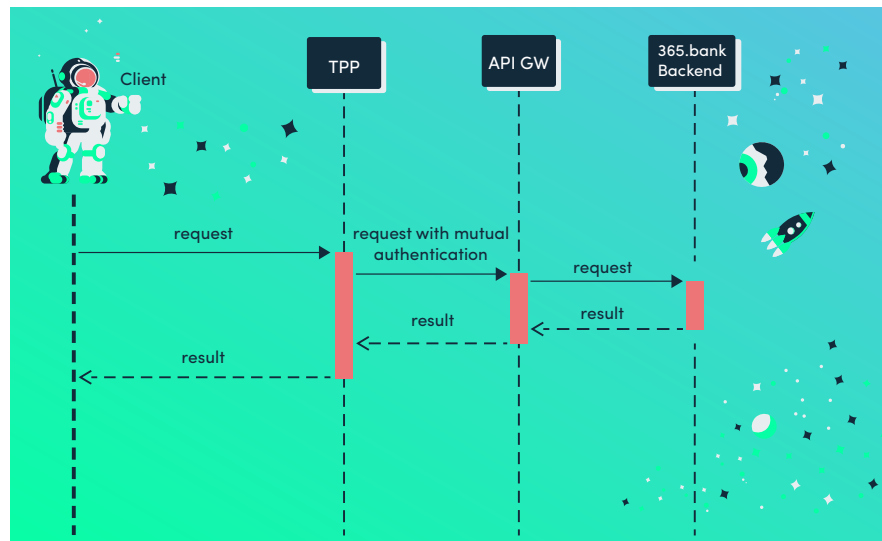 Client
TPP
API GW
365.bank
Backend
request
request with mutual
authentication
request
result
result
result